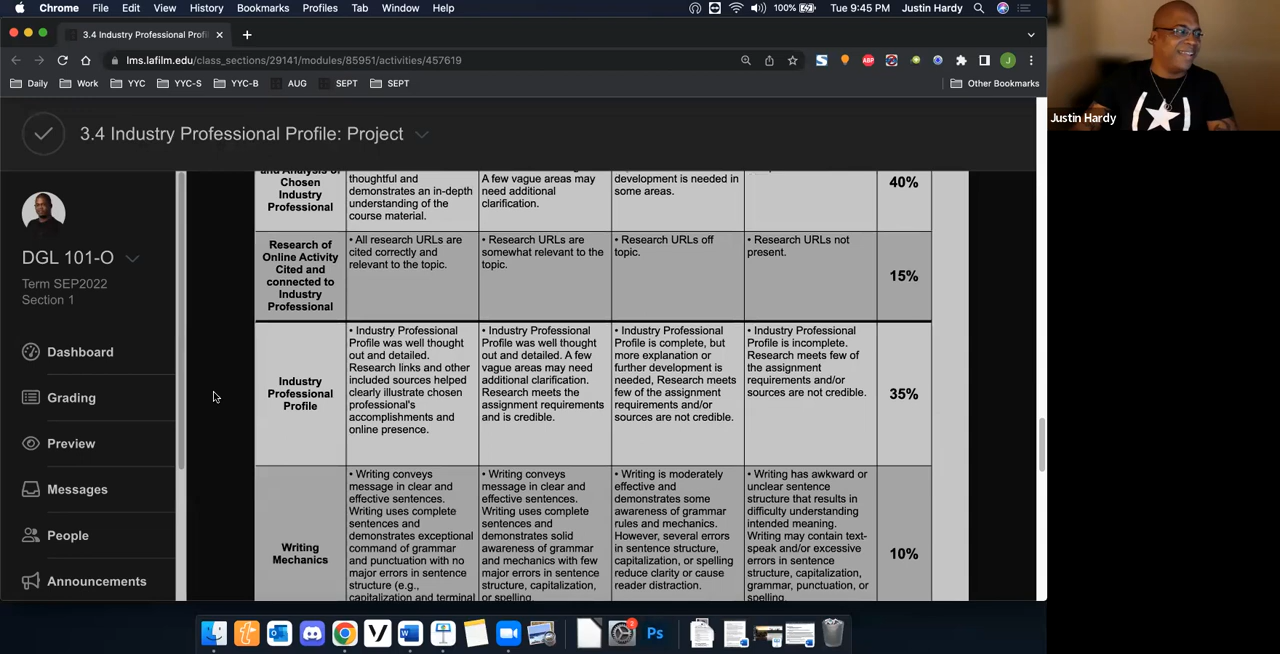 Chrome File Edit View History Bookmarks Profiles Tab Window Help 100% Tue 9:45 PM Justin Hardy
3.4 Industry Professional Profil
lms.lafilm.edu/class_sections/29141/modules/85951/activities/457619
ABP J
Daily Work YYC YYC-S YYC-B AUG SEPT SEPT Other Bookmarks
3.4 Industry Professional Profile: Project
Justin Hardy
DGL 101-O
Term SEP2022
Section 1
Dashboard
Grading
Preview
Messages
People
Announcements
and Analysis of
Chosen
Industry
Professional
thoughtful and
demonstrates an in-depth
understanding of the
course material.
A few vague areas may
need additional
clarification.
development is needed in
some areas.
40%
Research of
Online Activity
Cited and
connected to
Industry
Professional
• All research URLs are
cited correctly and
relevant to the topic.
• Research URLs are
somewhat relevant to the
topic.
• Research URLs off
topic.
• Research URLs not
present.
15%
Industry
Professional
Profile
• Industry Professional
Profile was well thought
out and detailed.
Research links and other
included sources helped
clearly illustrate chosen
professional's
accomplishments and
online presence.
• Industry Professional
Profile was well thought
out and detailed. A few
vague areas may need
additional clarification.
Research meets the
assignment requirements
and is credible.
• Industry Professional
Profile is complete, but
more explanation or
further development is
needed, Research meets
few of the assignment
requirements and/or
sources are not credible.
• Industry Professional
Profile is incomplete.
Research meets few of
the assignment
requirements and/or
sources are not credible.
35%
Writing
Mechanics
• Writing conveys
message in clear and
effective sentences.
Writing uses complete
sentences and
demonstrates exceptional
command of grammar
and punctuation with no
major errors in sentence
structure (e.g.,
capitalization and terminal
• Writing conveys
message in clear and
effective sentences.
Writing uses complete
sentences and
demonstrates solid
awareness of grammar
and mechanics with few
major errors in sentence
structure, capitalization,
or spelling.
• Writing is moderately
effective and
demonstrates some
awareness of grammar
rules and mechanics.
However, several errors
in sentence structure,
capitalization, or spelling
reduce clarity or cause
reader distraction.
• Writing has awkward or
unclear sentence
structure that results in
difficulty understanding
intended meaning.
Writing may contain text-
speak and/or excessive
errors in sentence
structure, capitalization,
grammar, punctuation, or
spelling.
10%
2
Ps